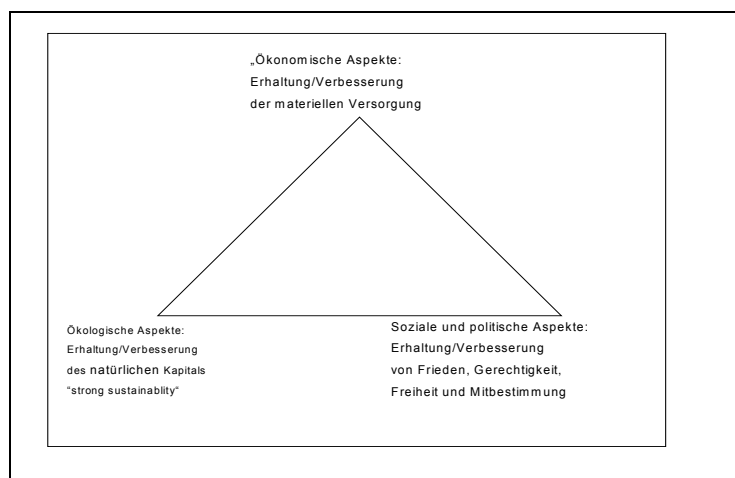 „Ökonomische Aspekte:
Erhaltung/Verbesserung
der materiellen Versorgung
Ökologische Aspekte:
Erhaltung/Verbesserung
des natürlichen Kapitals
“strong sustainablity“
Soziale und politische Aspekte:
Erhaltung/Verbesserung
von Frieden, Gerechtigkeit,
Freiheit und Mitbestimmung